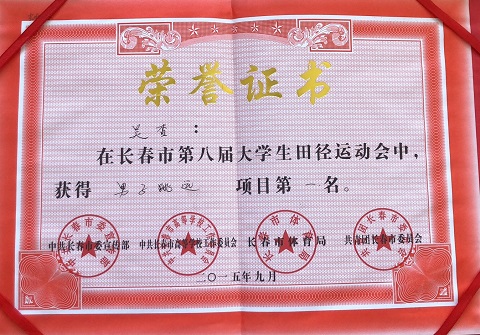 荣誉证书
:
在长春市第八届大学生田径运动会中,
获得 男子跳远 项目第一名。
中共长春市委宣传部 中共长春市高等学校工作委员会 长春市体育局 共青团长春市委员会
二〇一五年九月